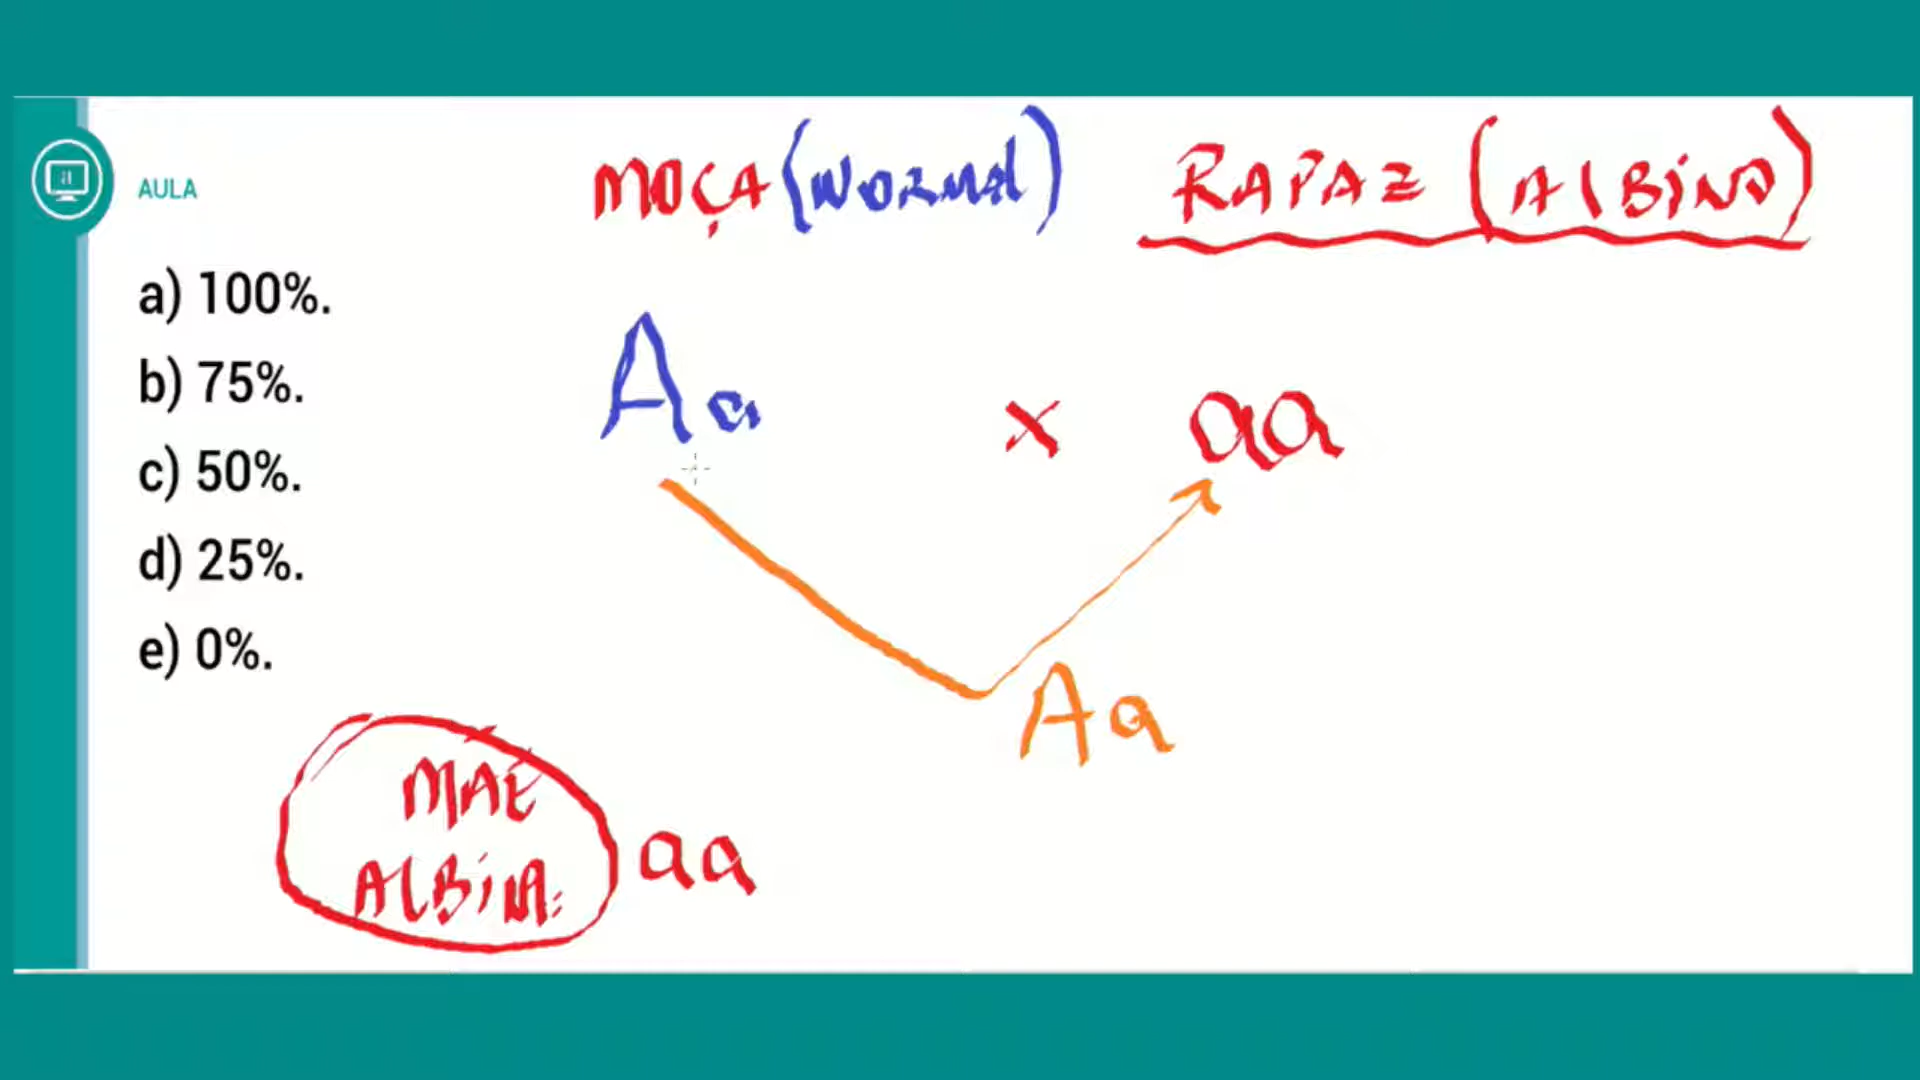 AULA
MOÇA (NORMAL) RAPAZ (ALBINO)
a) 100%.
b) 75%.
c) 50%.
d) 25%.
e) 0%.
Aa x aa
Aa
MÃE
ALBINA:
aa